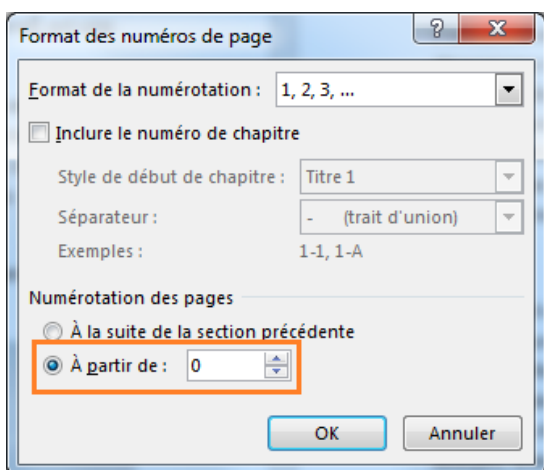 Format des numéros de page
Format de la numérotation : 1, 2, 3, ...
Inclure le numéro de chapitre
Style de début de chapitre : Titre 1
Séparateur : - (trait d'union)
Exemples : 1-1, 1-A
Numérotation des pages
À la suite de la section précédente
À partir de : 0
OK Annuler